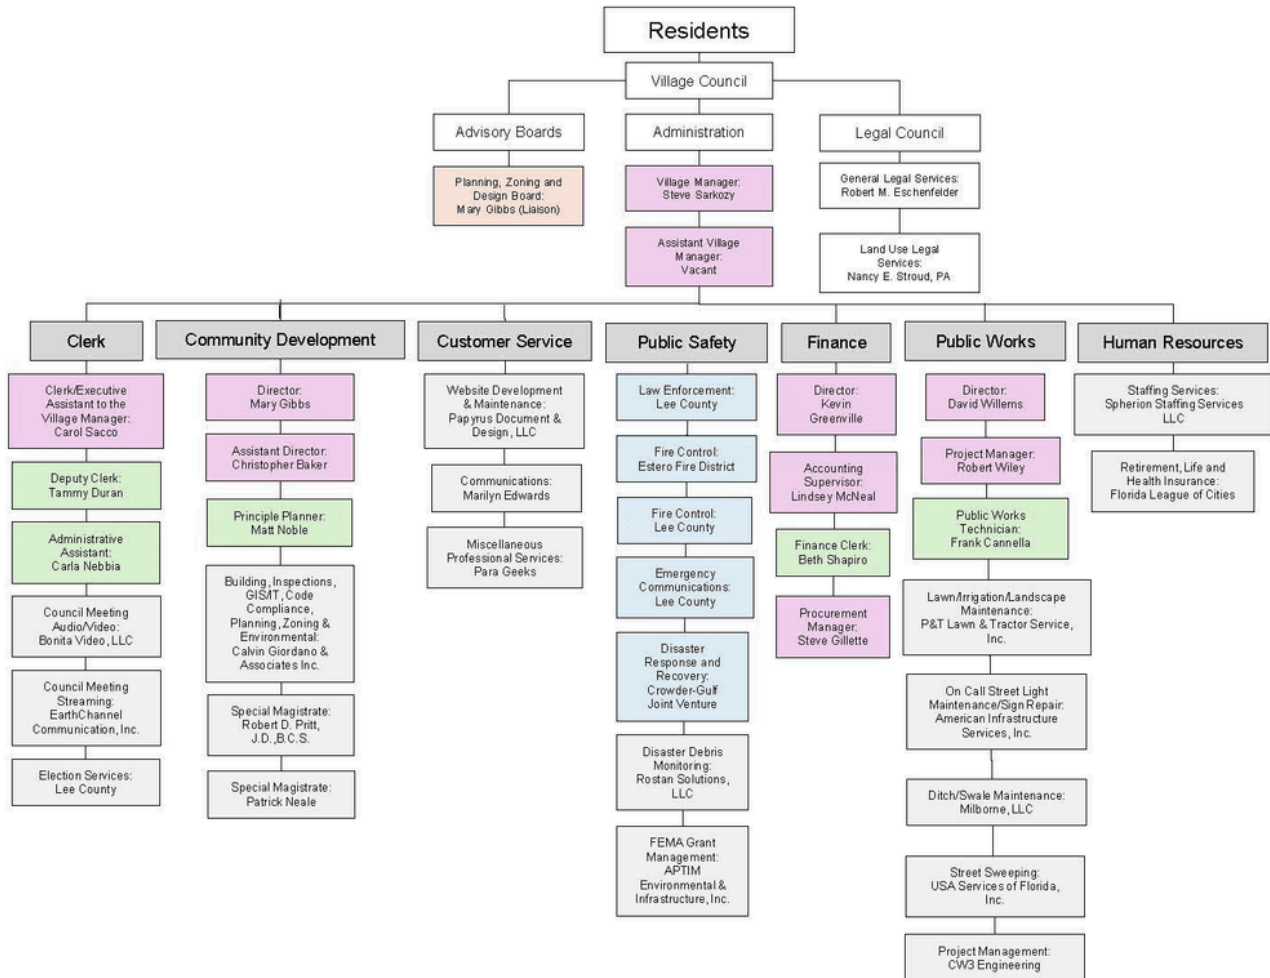 Residents
Village Council
Advisory Boards
Administration
Legal Council
Planning, Zoning and
Design Board:
Mary Gibbs (Liaison)
Village Manager:
Steve Sarkozy
General Legal Services:
Robert M. Eschenfelder
Assistant Village
Manager:
Vacant
Land Use Legal
Services:
Nancy E. Stroud, PA
Clerk
Clerk/Executive
Assistant to the
Village Manager:
Carol Sacco
Deputy Clerk:
Tammy Duran
Administrative
Assistant:
Carla Nebbia
Council Meeting
Audio/Video:
Bonita Video, LLC
Council Meeting
Streaming:
EarthChannel
Communication, Inc.
Election Services:
Lee County
Community Development
Director:
Mary Gibbs
Assistant Director:
Christopher Baker
Principle Planner:
Matt Noble
Building, Inspections,
GIS/IT, Code
Compliance,
Planning, Zoning &
Environmental:
Calvin Giordano &
Associates Inc.
Special Magistrate:
Robert D. Pritt,
J.D.,B.C.S.
Special Magistrate:
Patrick Neale
Customer Service
Website Development
& Maintenance:
Papyrus Document &
Design, LLC
Communications:
Marilyn Edwards
Miscellaneous
Professional Services:
Para Geeks
Public Safety
Law Enforcement:
Lee County
Fire Control:
Estero Fire District
Fire Control:
Lee County
Emergency
Communications:
Lee County
Disaster
Response and
Recovery:
Crowder-Gulf
Joint Venture
Disaster Debris
Monitoring:
Rostan Solutions,
LLC
FEMA Grant
Management:
APTIM
Environmental &
Infrastructure, Inc.
Finance
Director:
Kevin
Greenville
Accounting
Supervisor:
Lindsey McNeal
Finance Clerk:
Beth Shapiro
Procurement
Manager:
Steve Gillette
Public Works
Director:
David Willems
Project Manager:
Robert Wiley
Public Works
Technician:
Frank Cannella
Lawn/Irrigation/Landscape
Maintenance:
P&T Lawn & Tractor Service,
Inc.
On Call Street Light
Maintenance/Sign Repair:
American Infrastructure
Services, Inc.
Ditch/Swale Maintenance:
Milborne, LLC
Street Sweeping:
USA Services of Florida,
Inc.
Project Management:
CW3 Engineering
Human Resources
Staffing Services:
Spherion Staffing Services
LLC
Retirement, Life and
Health Insurance:
Florida League of Cities